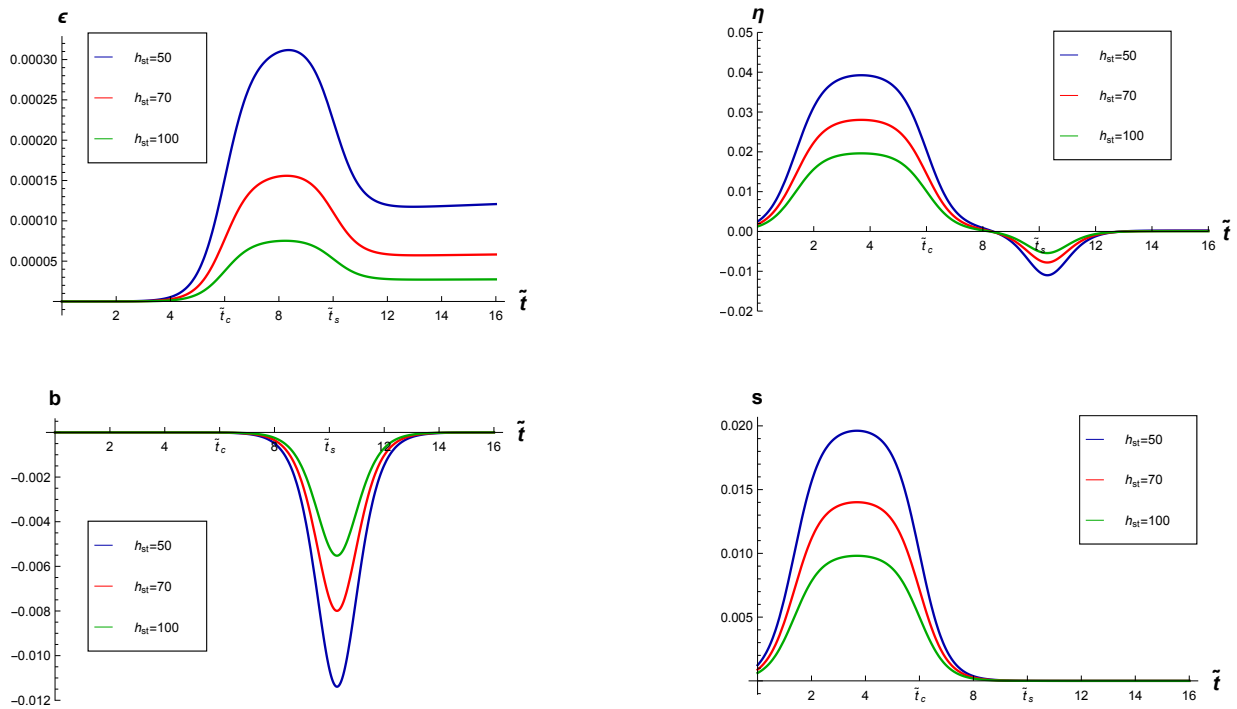 ϵ
0.00030
0.00025
0.00020
0.00015
0.00010
0.00005
h_st=50
h_st=70
h_st=100
2 4 t̃_c 8 t̃_s 12 14 16
t̃
η
0.05
0.04
0.03
0.02
0.01
0.00
−0.01
−0.02
h_st=50
h_st=70
h_st=100
2 4 t̃_c 8 t̃_s 12 14 16
t̃
b
2 4 t̃_c 8 t̃_s 12 14 16
t̃
−0.002
−0.004
−0.006
−0.008
−0.010
−0.012
h_st=50
h_st=70
h_st=100
s
0.020
0.015
0.010
0.005
h_st=50
h_st=70
h_st=100
2 4 t̃_c 8 t̃_s 12 14 16
t̃